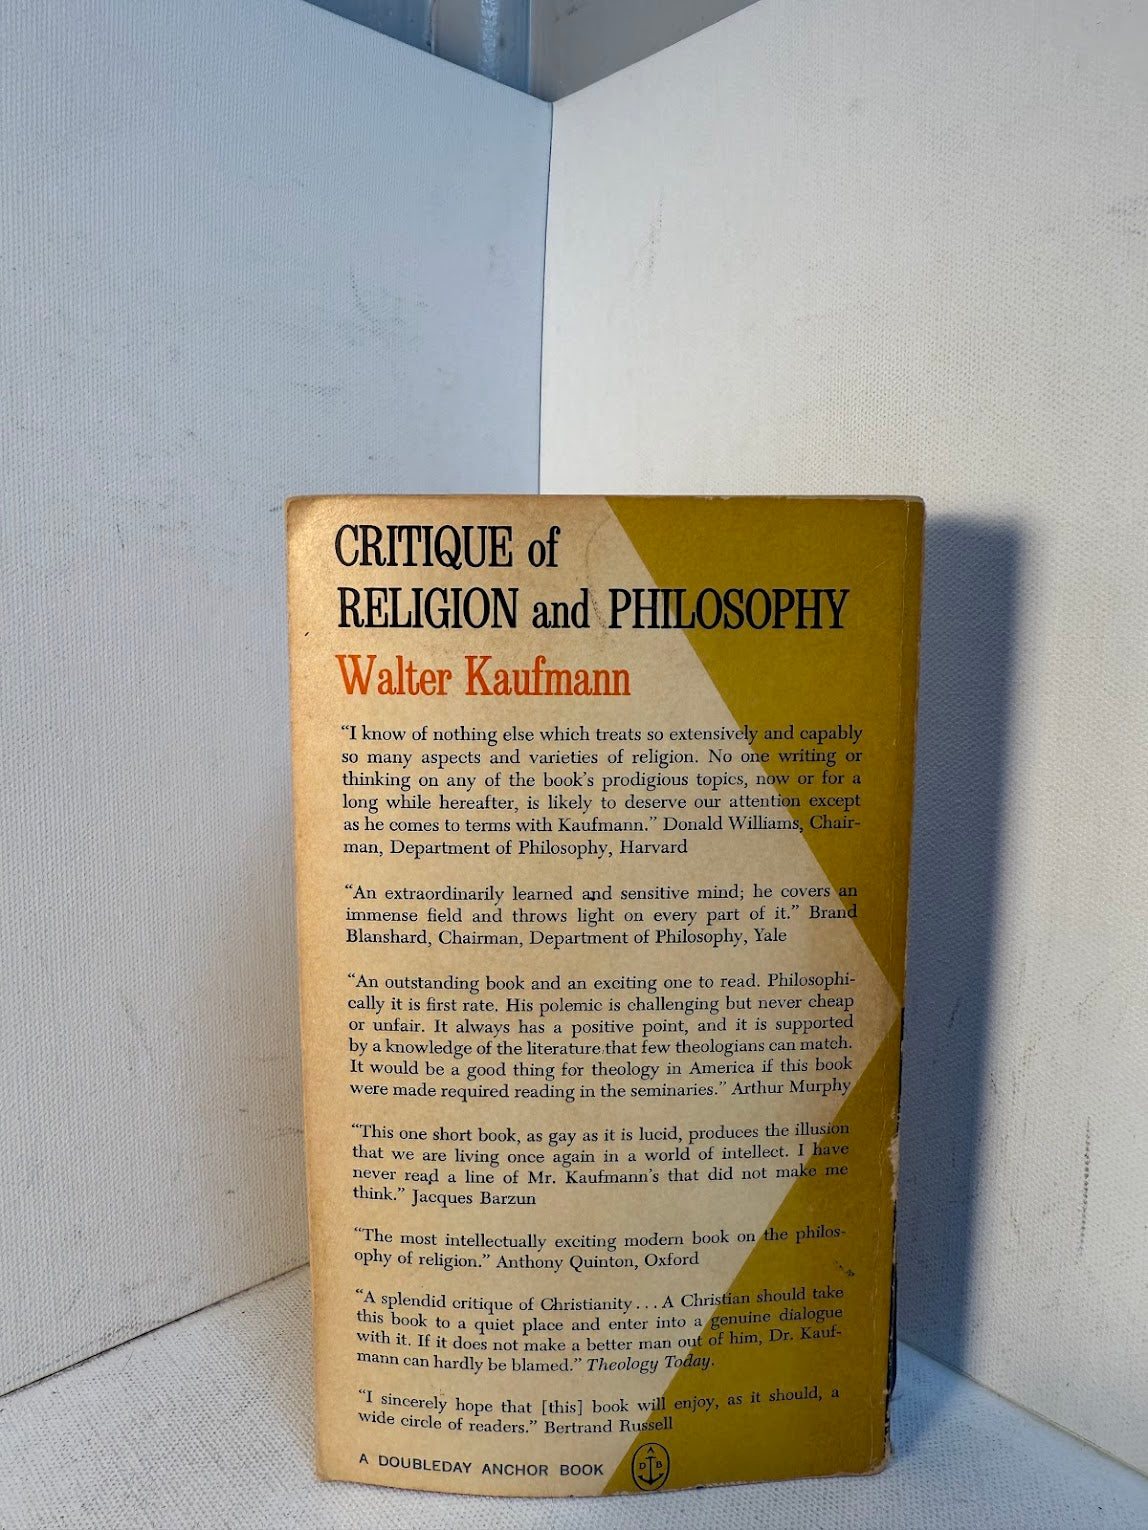 CRITIQUE of
RELIGION and PHILOSOPHY
Walter Kaufmann
“I know of nothing else which treats so extensively and capably
so many aspects and varieties of religion. No one writing or
thinking on any of the book’s prodigious topics, now or for a
long while hereafter, is likely to deserve our attention except
as he comes to terms with Kaufmann.” Donald Williams, Chair-
man, Department of Philosophy, Harvard
“An extraordinarily learned and sensitive mind; he covers an
immense field and throws light on every part of it.” Brand
Blanshard, Chairman, Department of Philosophy, Yale
“An outstanding book and an exciting one to read. Philosophi-
cally it is first rate. His polemic is challenging but never cheap
or unfair. It always has a positive point, and it is supported
by a knowledge of the literature that few theologians can match.
It would be a good thing for theology in America if this book
were made required reading in the seminaries.” Arthur Murphy
“This one short book, as gay as it is lucid, produces the illusion
that we are living once again in a world of intellect. I have
never read a line of Mr. Kaufmann’s that did not make me
think.” Jacques Barzun
“The most intellectually exciting modern book on the philos-
ophy of religion.” Anthony Quinton, Oxford
“A splendid critique of Christianity . . . A Christian should take
this book to a quiet place and enter into a genuine dialogue
with it. If it does not make a better man out of him, Dr. Kauf-
mann can hardly be blamed.” Theology Today.
“I sincerely hope that [this] book will enjoy, as it should, a
wide circle of readers.” Bertrand Russell
A DOUBLEDAY ANCHOR BOOK
A
D B